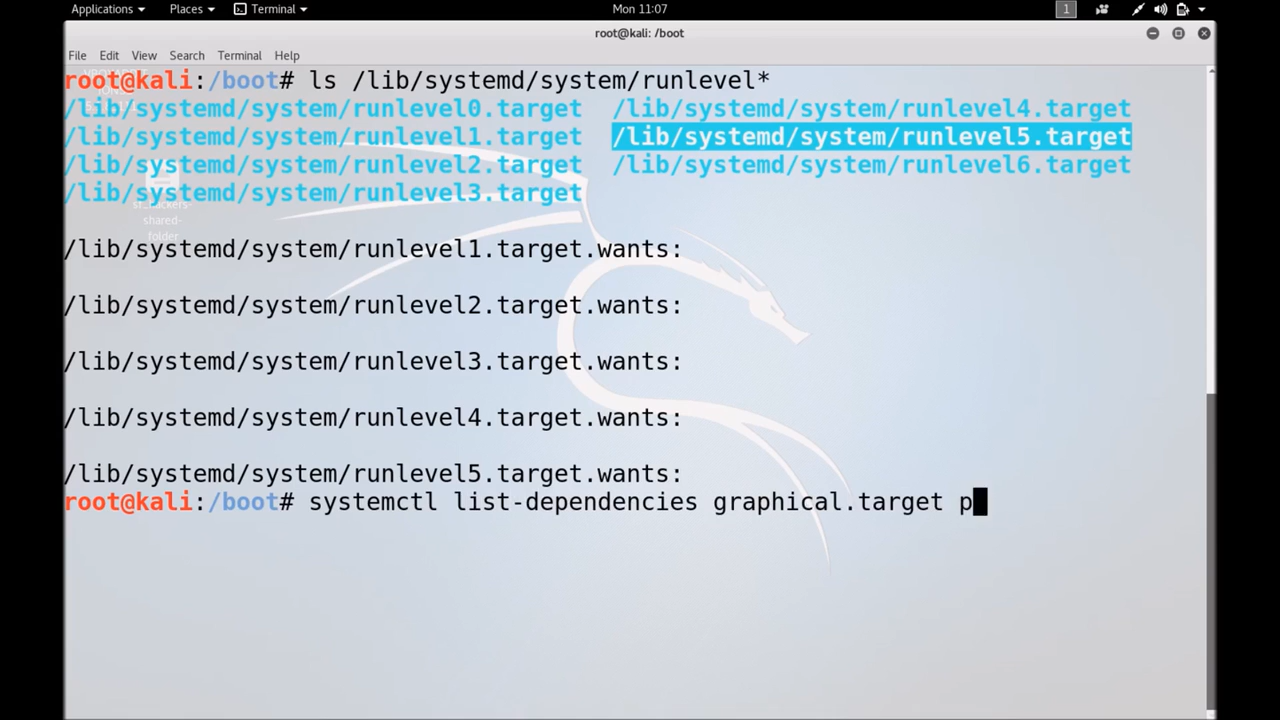 Applications Places Terminal Mon 11:07 1
root@kali: /boot
File Edit View Search Terminal Help
root@kali:/boot# ls /lib/systemd/system/runlevel*
/lib/systemd/system/runlevel0.target /lib/systemd/system/runlevel4.target
/lib/systemd/system/runlevel1.target /lib/systemd/system/runlevel5.target
/lib/systemd/system/runlevel2.target /lib/systemd/system/runlevel6.target
/lib/systemd/system/runlevel3.target
shared-
folder
/lib/systemd/system/runlevel1.target.wants:
/lib/systemd/system/runlevel2.target.wants:
/lib/systemd/system/runlevel3.target.wants:
/lib/systemd/system/runlevel4.target.wants:
/lib/systemd/system/runlevel5.target.wants:
root@kali:/boot# systemctl list-dependencies graphical.target p